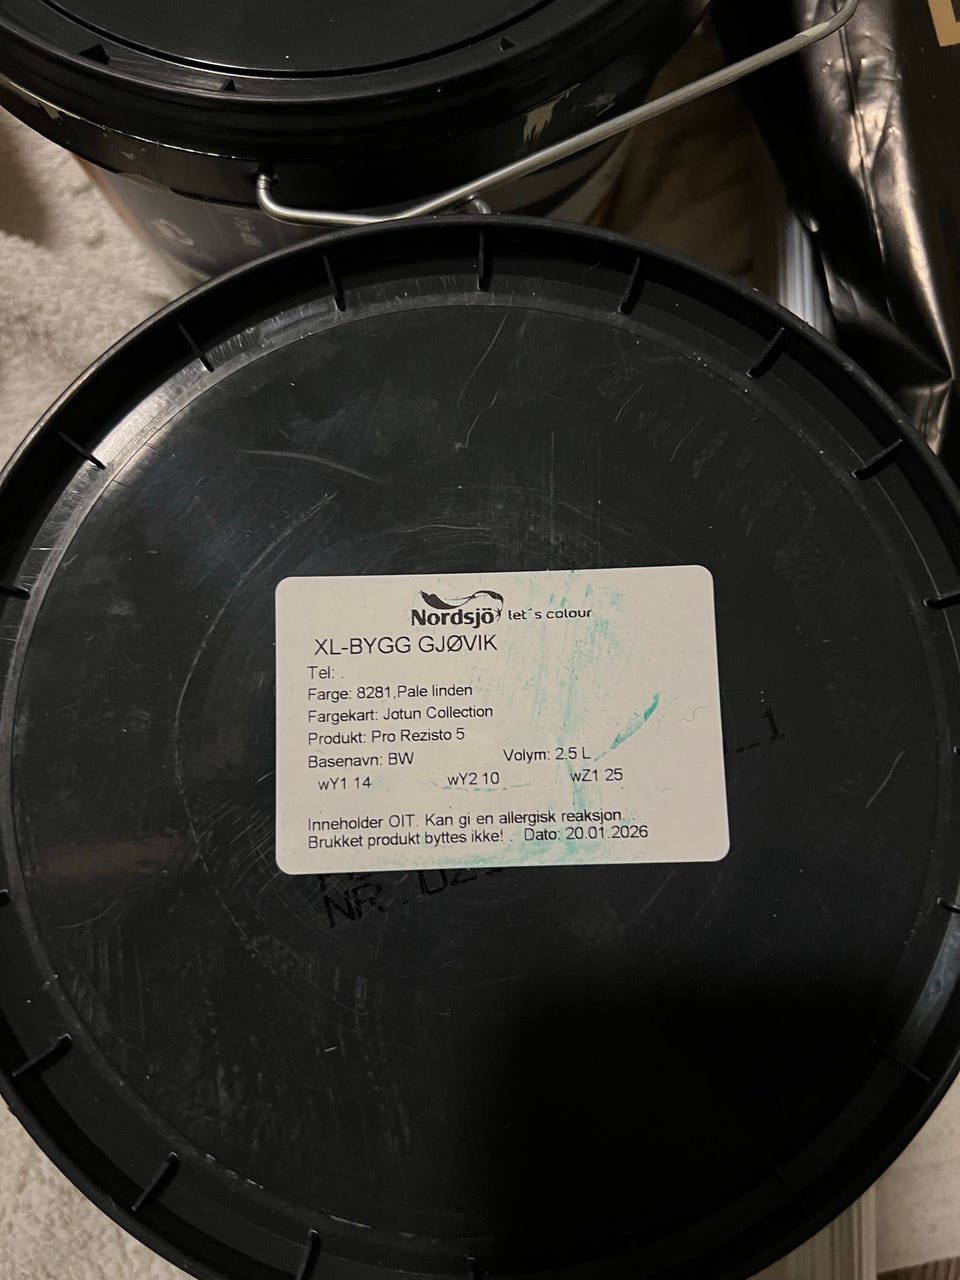 Nordsjö let´s colour
XL-BYGG GJØVIK
Tel: .
Farge: 8281,Pale linden
Fargekart: Jotun Collection
Produkt: Pro Rezisto 5
Basenavn: BW Volym: 2.5 L
wY1 14 wY2 10 wZ1 25
Inneholder OIT. Kan gi en allergisk reaksjon. .
Brukket produkt byttes ikke! . Dato: 20.01.2026
NR.